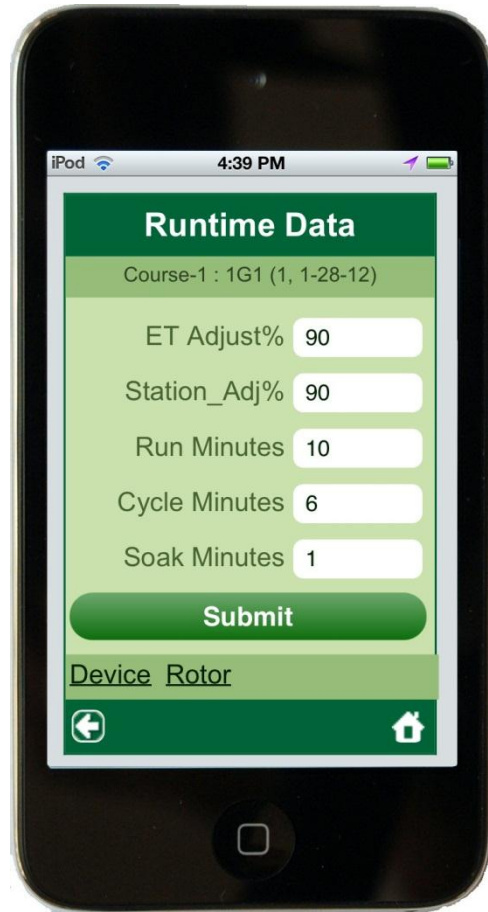 iPod 4:39 PM
Runtime Data
Course-1 : 1G1 (1, 1-28-12)
ET Adjust% 90
Station_Adj% 90
Run Minutes 10
Cycle Minutes 6
Soak Minutes 1
Submit
Device Rotor